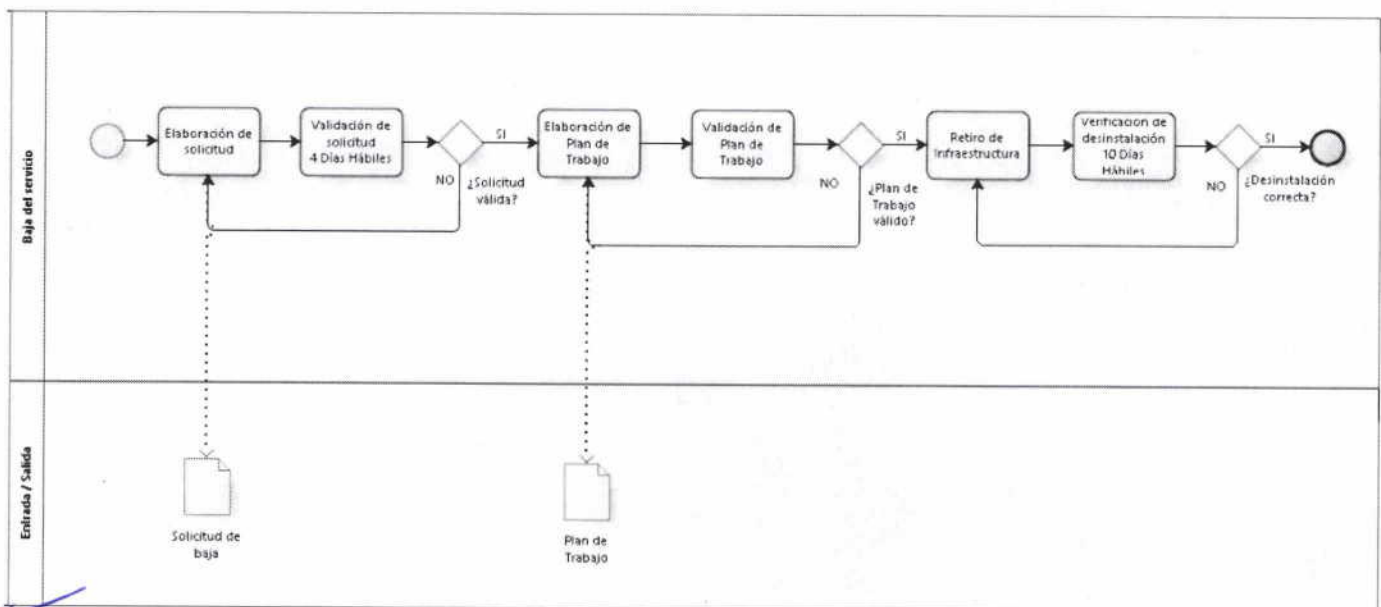 Baja del servicio
Elaboración de
solicitud
Validación de
solicitud
4 Días Hábiles
SI
NO
¿Solicitud
válida?
Elaboración de
Plan de
Trabajo
Validación de
Plan de
Trabajo
SI
NO
¿Plan de
Trabajo
válido?
Retiro de
Infraestructura
Verificación de
desinstalación
10 Días
Hábiles
SI
NO
¿Desinstalación
correcta?
Entrada / Salida
Solicitud de
baja
Plan de
Trabajo